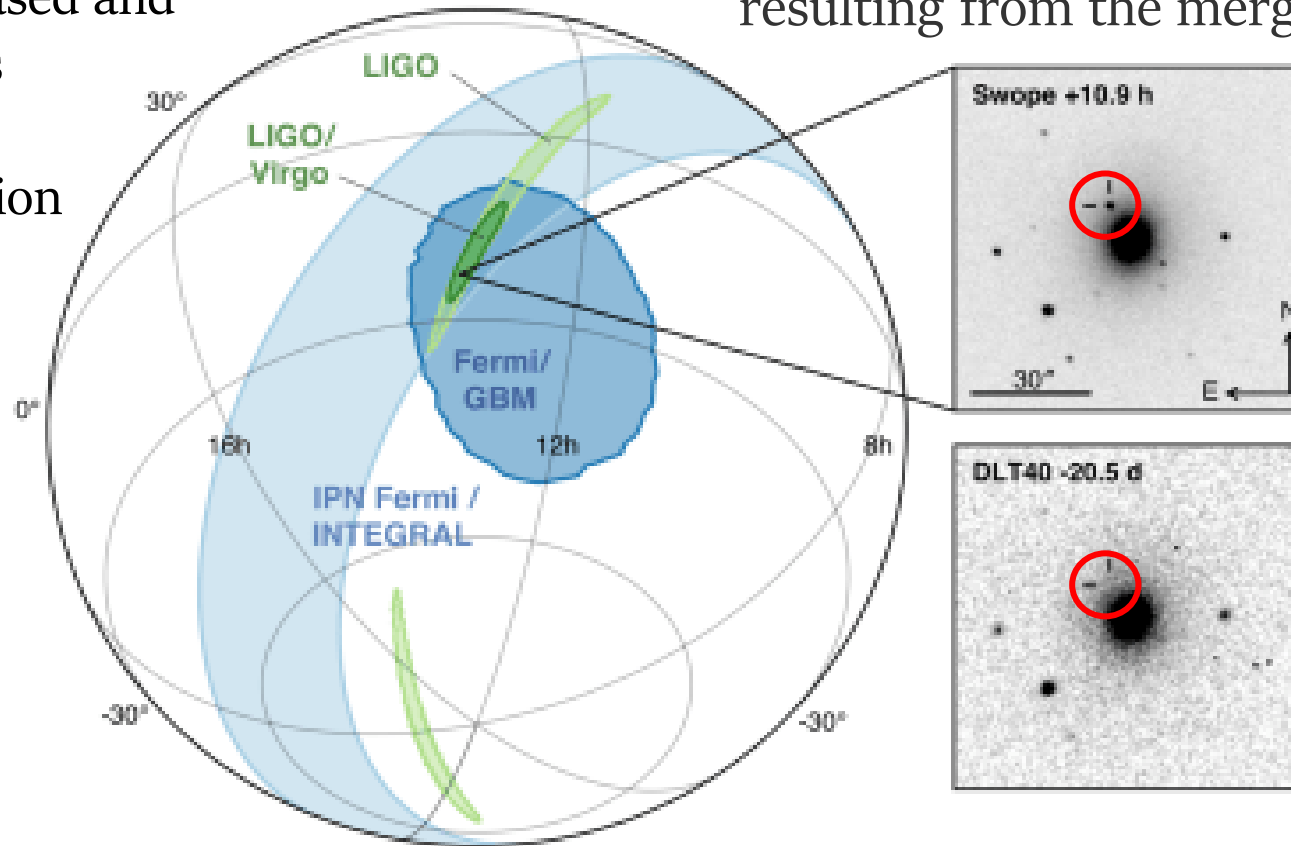 ased and
s
ion
resulting from the merg
LIGO
30°
LIGO/
Virgo
Fermi/
GBM
0°
16h
12h
8h
IPN Fermi /
INTEGRAL
-30°
-30°
Swope +10.9 h
30"
N
E
DLT40 -20.5 d